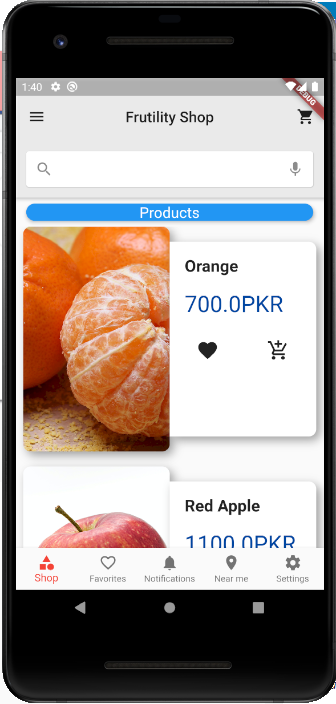 1:40
DEBUG
Frutility Shop
Products
Orange
700.0PKR
Red Apple
1100.0PKR
Shop
Favorites
Notifications
Near me
Settings